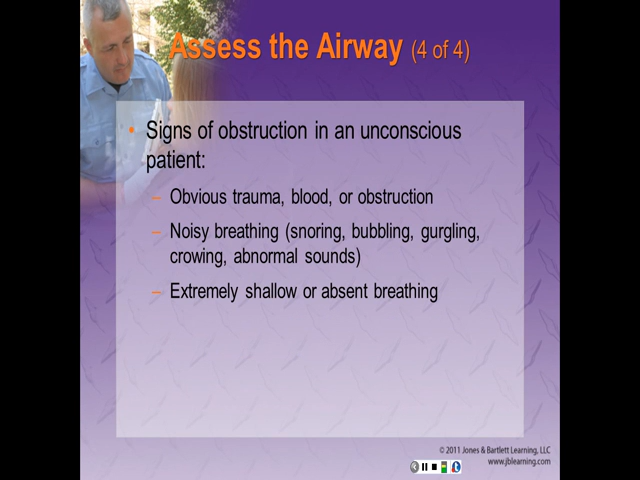 Assess the Airway (4 of 4)
• Signs of obstruction in an unconscious
patient:
– Obvious trauma, blood, or obstruction
– Noisy breathing (snoring, bubbling, gurgling,
crowing, abnormal sounds)
– Extremely shallow or absent breathing
© 2011 Jones & Bartlett Learning, LLC
www.jblearning.com